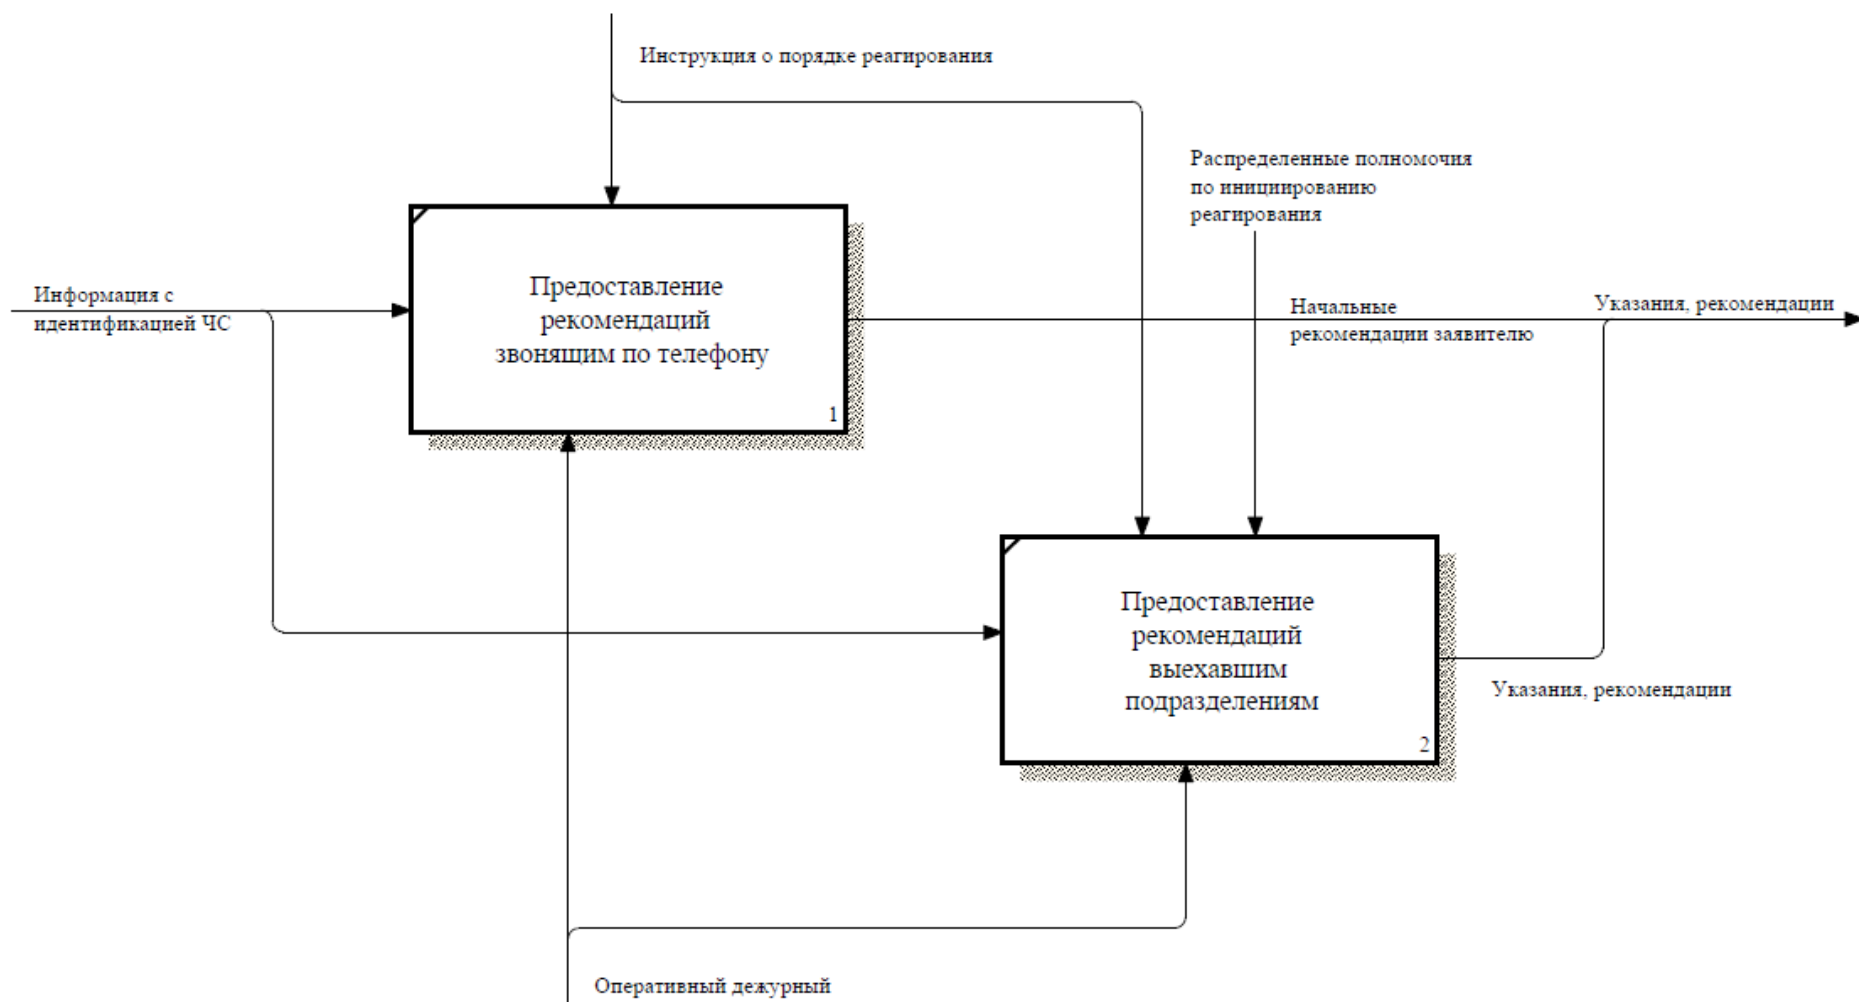 Инструкция о порядке реагирования
Распределенные полномочия
по инициированию
реагирования
Информация с
идентификацией ЧС
Предоставление
рекомендаций
звонящим по телефону
1
Начальные
рекомендации заявителю
Указания, рекомендации
Предоставление
рекомендаций
выехавшим
подразделениям
2
Указания, рекомендации
Оперативный дежурный